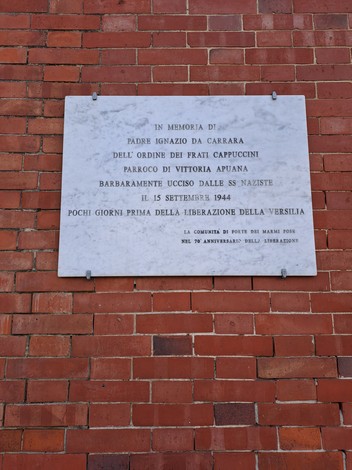 IN MEMORIA DI
PADRE IGNAZIO DA CARRARA
DELL'ORDINE DEI FRATI CAPPUCCINI
PARROCO DI VITTORIA APUANA
BARBARAMENTE UCCISO DALLE SS NAZISTE
IL 15 SETTEMBRE 1944
POCHI GIORNI PRIMA DELLA LIBERAZIONE DELLA VERSILIA
LA COMUNITÀ DI FORTE DEI MARMI POSE
NEL 70° ANNIVERSARIO DELLA LIBERAZIONE